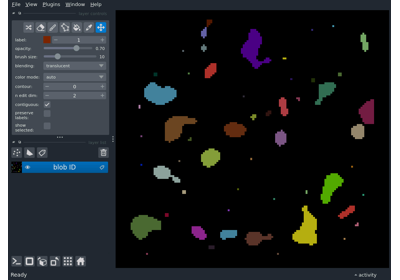 File View Plugins Window Help
label: 1
opacity: 0.70
brush size: 10
blending: translucent
color mode: auto
contour: 0
n edit dim: 2
contiguous: ✓
preserve labels:
show selected:
blob ID
Ready
activity